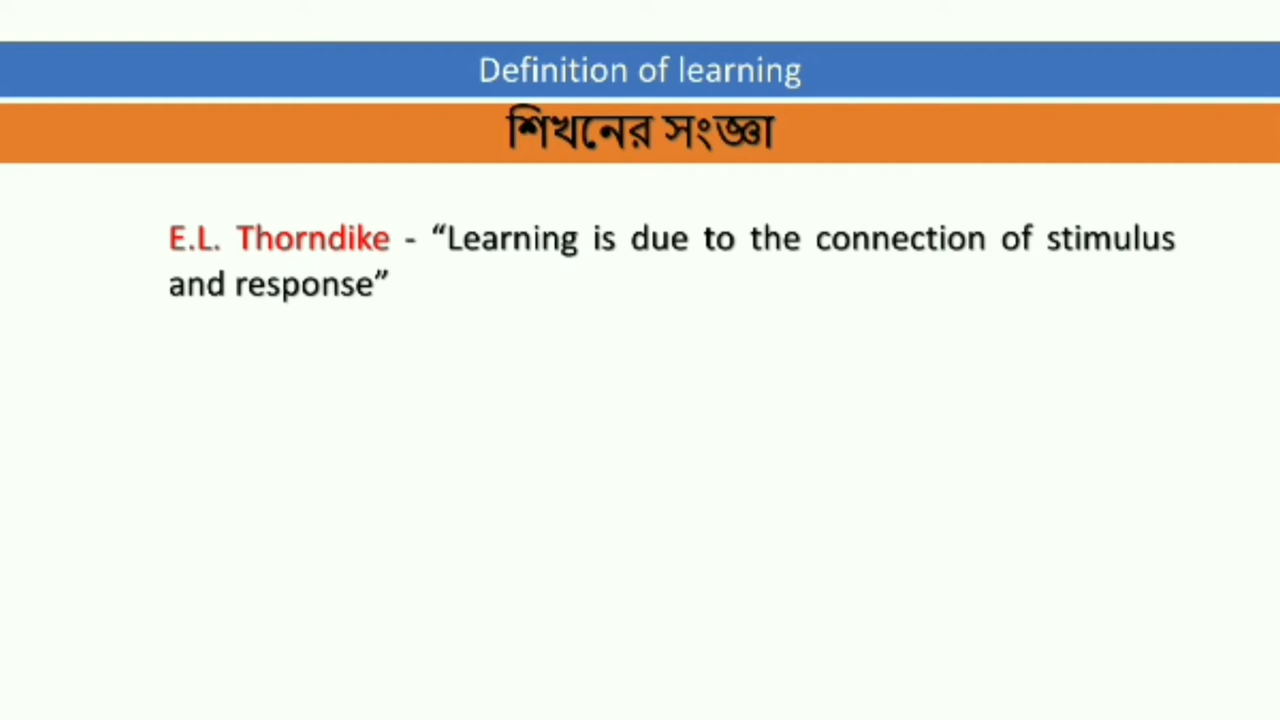 Definition of learning
শিখনের সংজ্ঞা
E.L. Thorndike - “Learning is due to the connection of stimulus
and response”